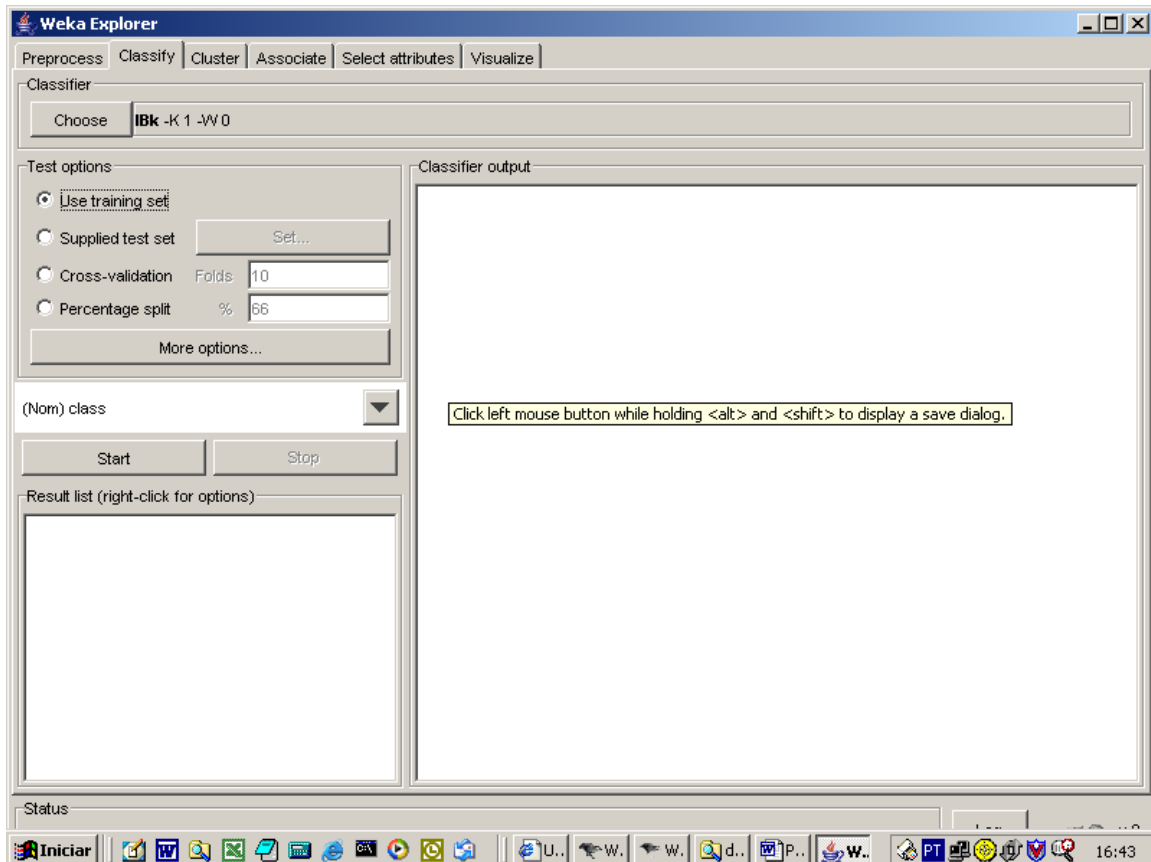 Weka Explorer
Preprocess Classify Cluster Associate Select attributes Visualize
Classifier
Choose IBk -K 1 -W 0
Test options
Use training set
Supplied test set Set...
Cross-validation Folds 10
Percentage split % 66
More options...
(Nom) class
Start Stop
Result list (right-click for options)
Classifier output
Click left mouse button while holding <alt> and <shift> to display a save dialog.
Status
Iniciar U.. W. W. d.. P.. W.. PT 16:43